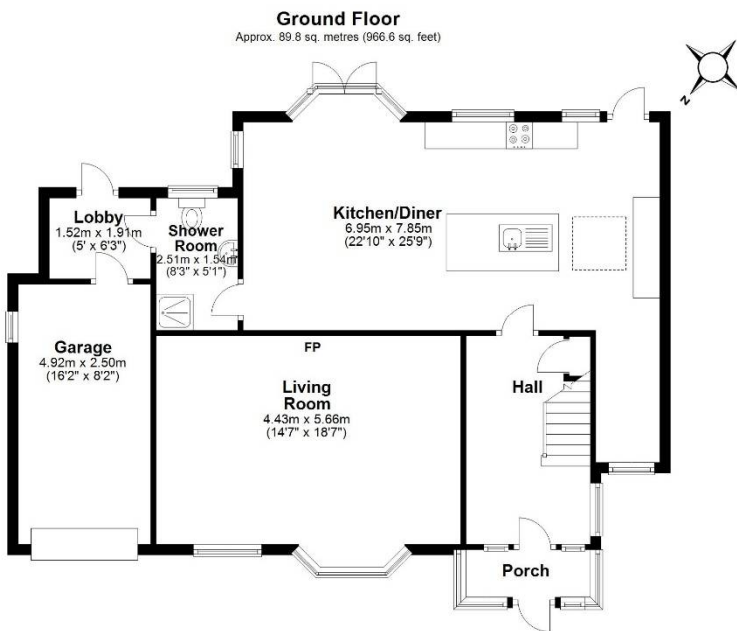 Ground Floor
Approx. 89.8 sq. metres (966.6 sq. feet)
N
Kitchen/Diner
6.95m x 7.85m
(22'10" x 25'9")
Lobby
1.52m x 1.91m
(5' x 6'3")
Shower
Room
2.51m x 1.54m
(8'3" x 5'1")
Garage
4.92m x 2.50m
(16'2" x 8'2")
FP
Living
Room
4.43m x 5.66m
(14'7" x 18'7")
Hall
Porch